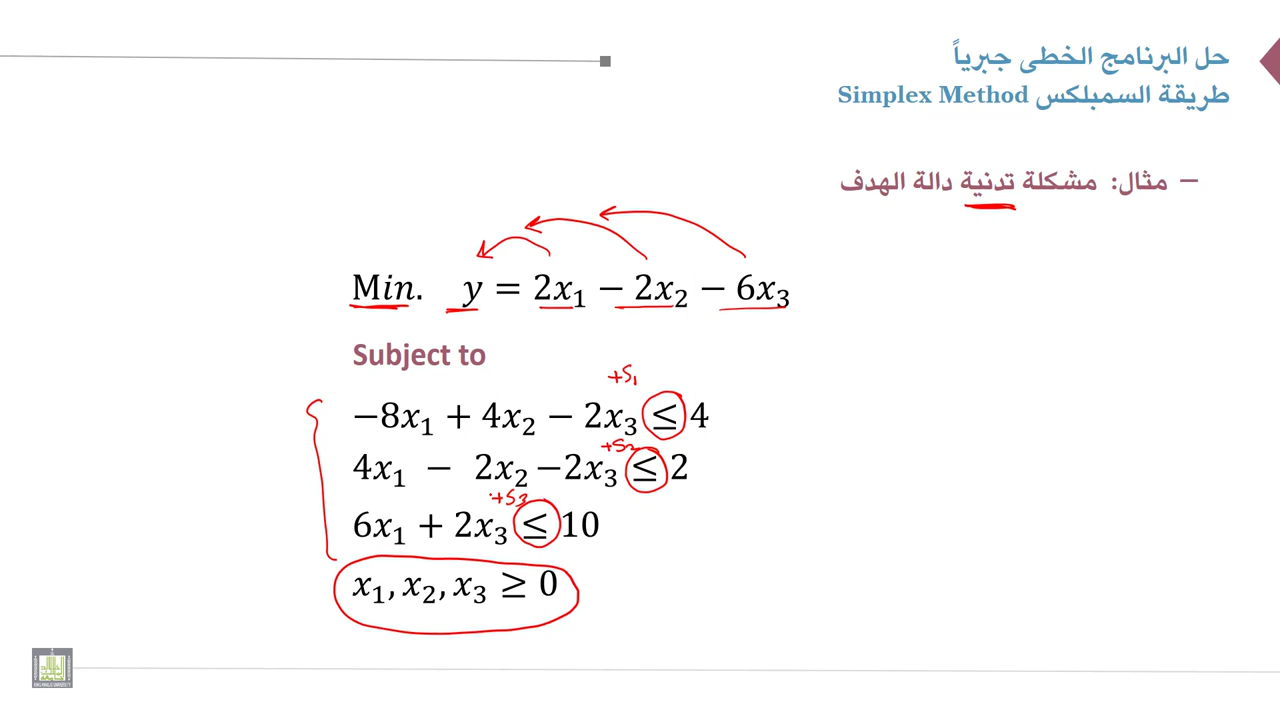 حل البرنامج الخطى جبرياً
طريقة السمبلكس Simplex Method
– مثال: مشكلة تدنية دالة الهدف
Min. y = 2x₁ − 2x₂ − 6x₃
Subject to
+S₁
−8x₁ + 4x₂ − 2x₃ ≤ 4
+S₂
4x₁ − 2x₂ −2x₃ ≤ 2
+S₃
6x₁ + 2x₃ ≤ 10
x₁, x₂, x₃ ≥ 0